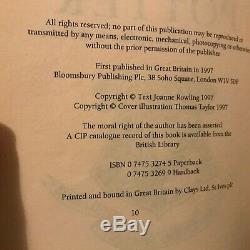 All rights reserved; no part of this publication may be reproduced or
transmitted by any means, electronic, mechanical, photocopying or otherwise
without the prior permission of the publisher
First published in Great Britain in 1997
Bloomsbury Publishing Plc, 38 Soho Square, London W1V 5DF
Copyright © Text Joanne Rowling 1997
Copyright © Cover illustration Thomas Taylor 1997
The moral right of the author has been asserted
A CIP catalogue record of this book is available from the
British Library
ISBN 0 7475 3274 5 Paperback
0 7475 3269 9 Hardback
Printed and bound in Great Britain by Clays Ltd, St Ives plc
10